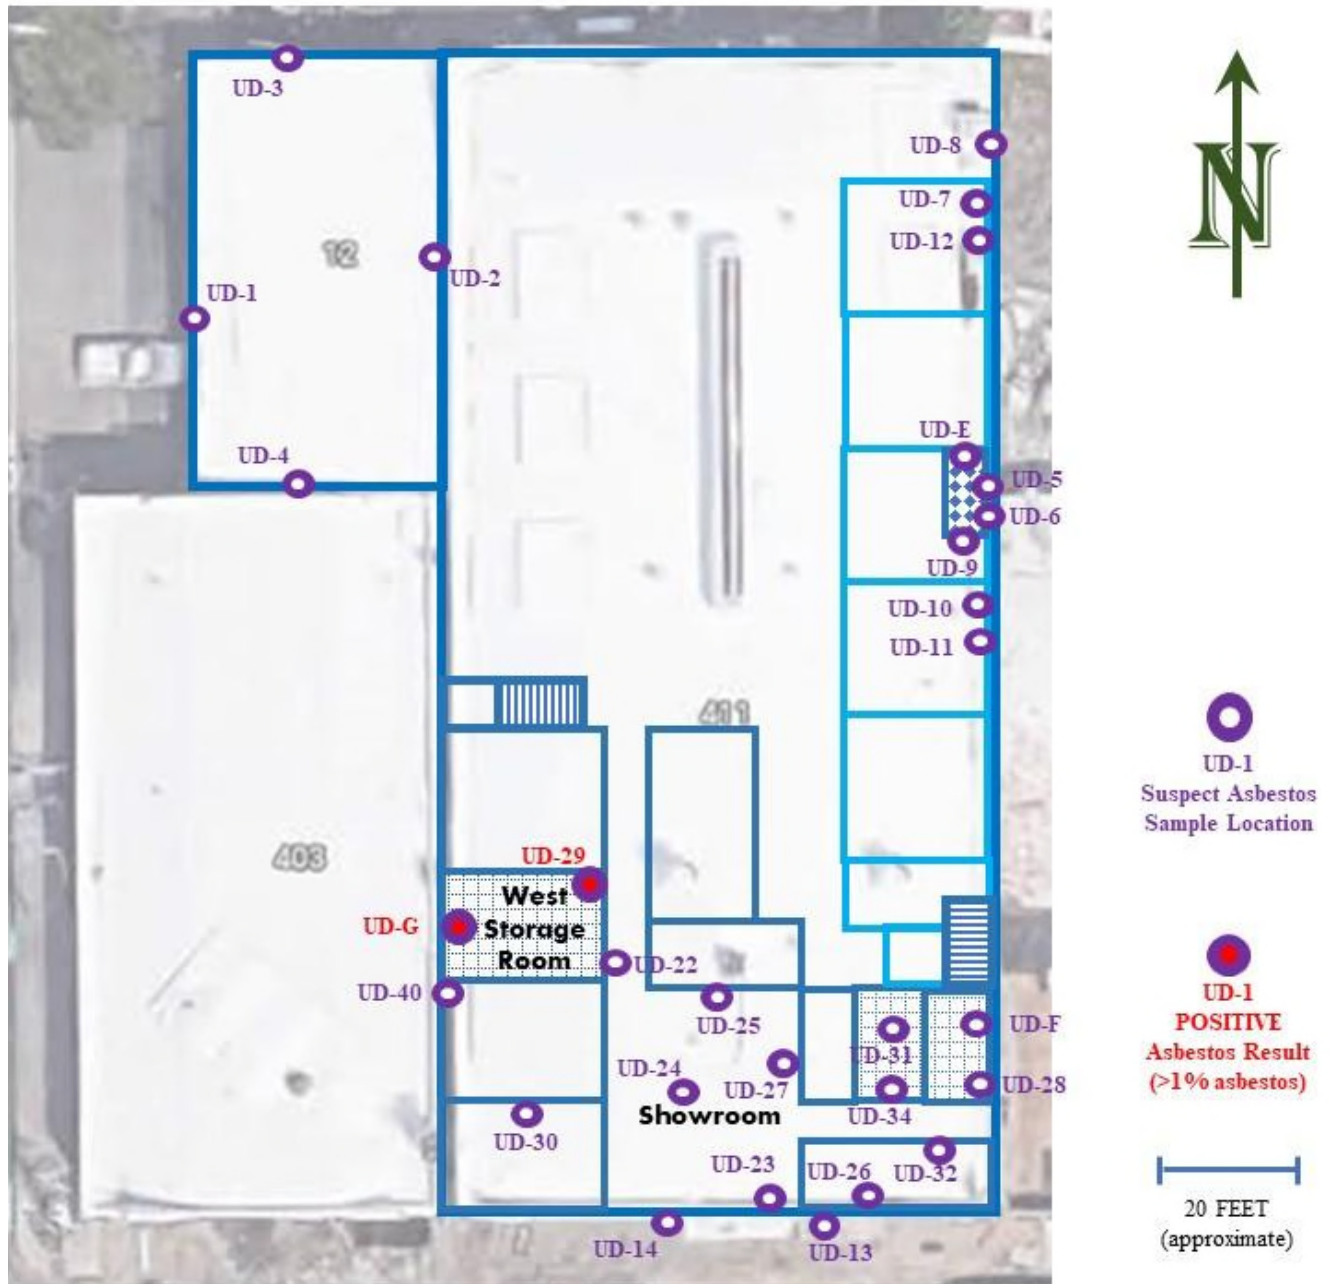 UD-3
UD-8
UD-7
UD-12
N
12
UD-2
UD-1
UD-E
UD-4
UD-5
UD-6
UD-9
UD-10
UD-11
411
403
UD-29
West
Storage
Room
UD-G
UD-22
UD-40
UD-25
UD-F
UD-31
UD-24
UD-27
UD-28
Showroom
UD-34
UD-30
UD-23
UD-26
UD-32
UD-14
UD-13
UD-1
Suspect Asbestos
Sample Location
UD-1
POSITIVE
Asbestos Result
(>1% asbestos)
20 FEET
(approximate)